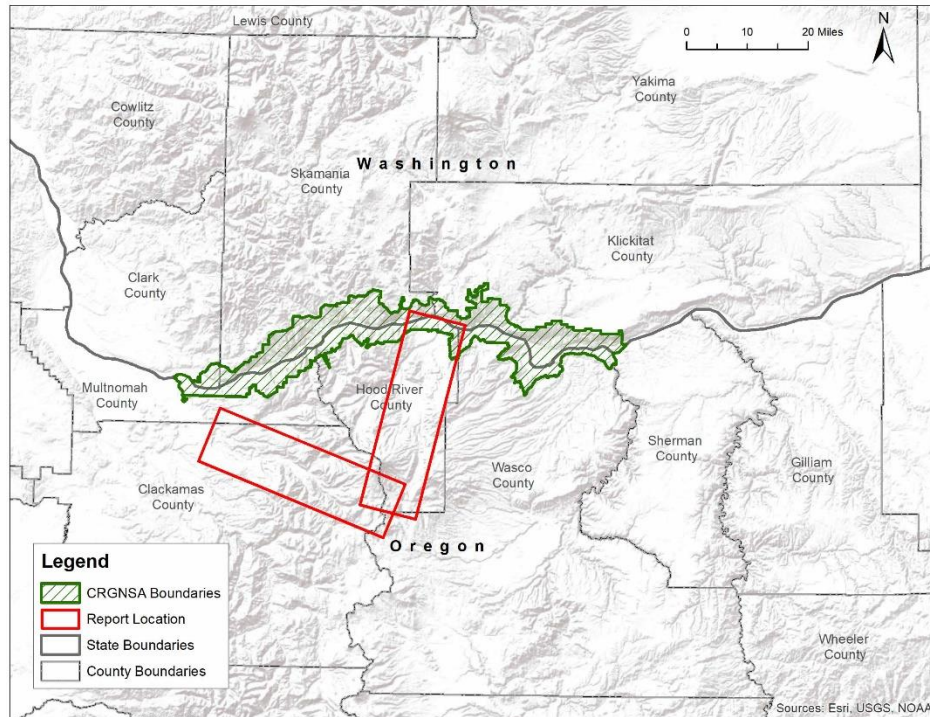 Lewis County
N
0 10 20 Miles
Yakima
County
Cowlitz
County
Washington
Skamania
County
Klickitat
County
Clark
County
Multnomah
County
Hood River
County
Sherman
County
Wasco
County
Gilliam
County
Clackamas
County
Oregon
Legend
CRGNSA Boundaries
Report Location
State Boundaries
County Boundaries
Wheeler
County
Sources: Esri, USGS, NOAA